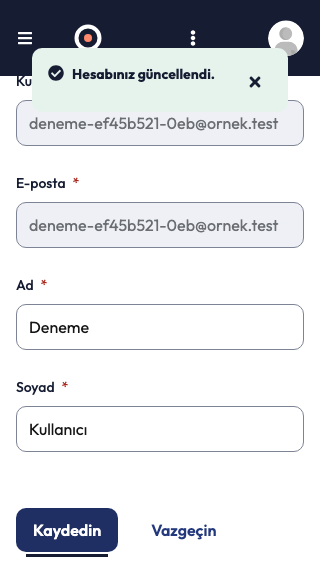 Hesabınız güncellendi.
deneme-ef45b521-0eb@ornek.test
E-posta *
deneme-ef45b521-0eb@ornek.test
Ad *
Deneme
Soyad *
Kullanıcı
Kaydedin
Vazgeçin